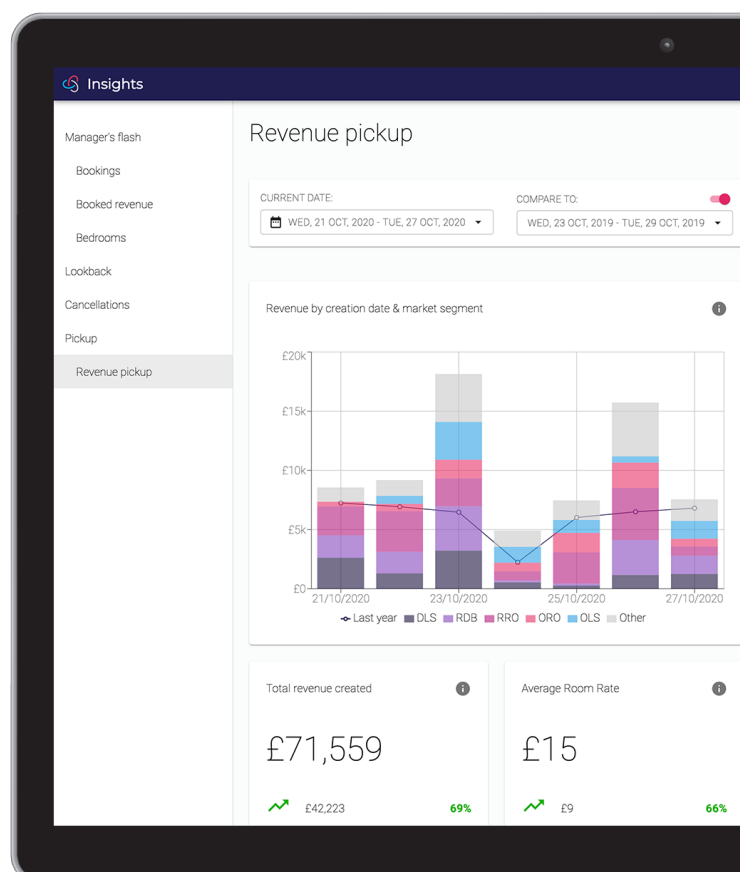 Insights
Manager's flash
Bookings
Booked revenue
Bedrooms
Lookback
Cancellations
Pickup
Revenue pickup
Revenue pickup
CURRENT DATE:
WED, 21 OCT, 2020 - TUE, 27 OCT, 2020
COMPARE TO:
WED, 23 OCT, 2019 - TUE, 29 OCT, 2019
Revenue by creation date & market segment
£20k
£15k
£10k
£5k
£0
21/10/2020 23/10/2020 25/10/2020 27/10/2020
Last year DLS RDB RRO ORO OLS Other
Total revenue created
£71,559
£42,223 69%
Average Room Rate
£15
£9 66%